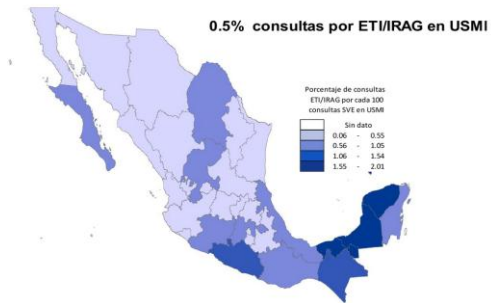 0.5% consultas por ETI/IRAG en USMI
Porcentaje de consultas
ETI/IRAG por cada 100
consultas SVE en USMI
Sin dato
0.06 - 0.55
0.56 - 1.05
1.06 - 1.54
1.55 - 2.01